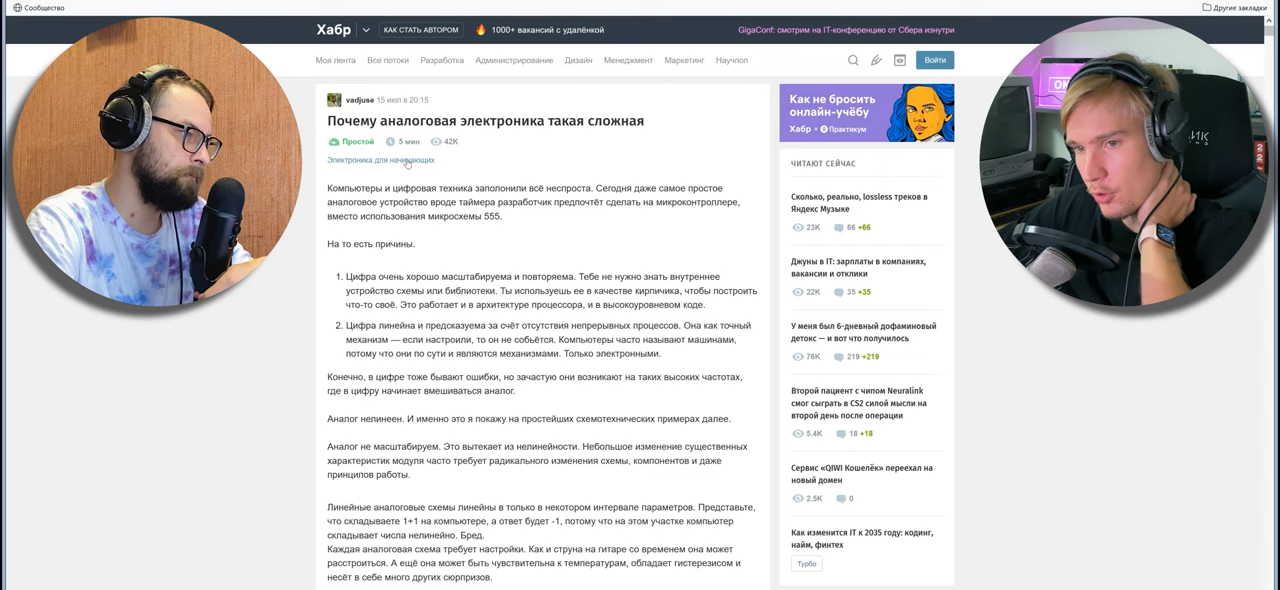 Сообщество
Другие закладки
Хабр
КАК СТАТЬ АВТОРОМ
1000+ вакансий с удалёнкой
GigaConf: смотрим на IT-конференцию от Сбера изнутри
Моя лента Все потоки Разработка Администрирование Дизайн Менеджмент Маркетинг Научпоп
Войти
vadjuse 15 июл в 20:15
Почему аналоговая электроника такая сложная
Простой 5 мин 42K
Электроника для начинающих
Компьютеры и цифровая техника заполонили всё неспроста. Сегодня даже самое простое
аналоговое устройство вроде таймера разработчик предпочтёт сделать на микроконтроллере,
вместо использования микросхемы 555.
На то есть причины.
1. Цифра очень хорошо масштабируема и повторяема. Тебе не нужно знать внутреннее
устройство схемы или библиотеки. Ты используешь ее в качестве кирпичика, чтобы построить
что-то своё. Это работает и в архитектуре процессора, и в высокоуровневом коде.
2. Цифра линейна и предсказуема за счёт отсутствия непрерывных процессов. Она как точный
механизм — если настроили, то он не собьётся. Компьютеры часто называют машинами,
потому что они по сути и являются механизмами. Только электронными.
Конечно, в цифре тоже бывают ошибки, но зачастую они возникают на таких высоких частотах,
где в цифру начинает вмешиваться аналог.
Аналог нелинеен. И именно это я покажу на простейших схемотехнических примерах далее.
Аналог не масштабируем. Это вытекает из нелинейности. Небольшое изменение существенных
характеристик модуля часто требует радикального изменения схемы, компонентов и даже
принципов работы.
Линейные аналоговые схемы линейны в только в некотором интервале параметров. Представьте,
что складываете 1+1 на компьютере, а ответ будет -1, потому что на этом участке компьютер
складывает числа нелинейно. Бред.
Каждая аналоговая схема требует настройки. Как и струна на гитаре со временем она может
расстроиться. А ещё она может быть чувствительна к температурам, обладает гистерезисом и
несёт в себе много других сюрпризов.
Как не бросить
онлайн-учёбу
Хабр × Практикум
ЧИТАЮТ СЕЙЧАС
Сколько, реально, lossless треков в
Яндекс Музыке
23K 66 +66
Джуны в IT: зарплаты в компаниях,
вакансии и отклики
22K 35 +35
У меня был 6-дневный дофаминовый
детокс — и вот что получилось
76K 219 +219
Второй пациент с чипом Neuralink
смог сыграть в CS2 силой мысли на
второй день после операции
5.4K 18 +18
Сервис «QIWI Кошелёк» переехал на
новый домен
2.5K 0
Как изменится IT к 2035 году: кодинг,
найм, финтех
Турбо